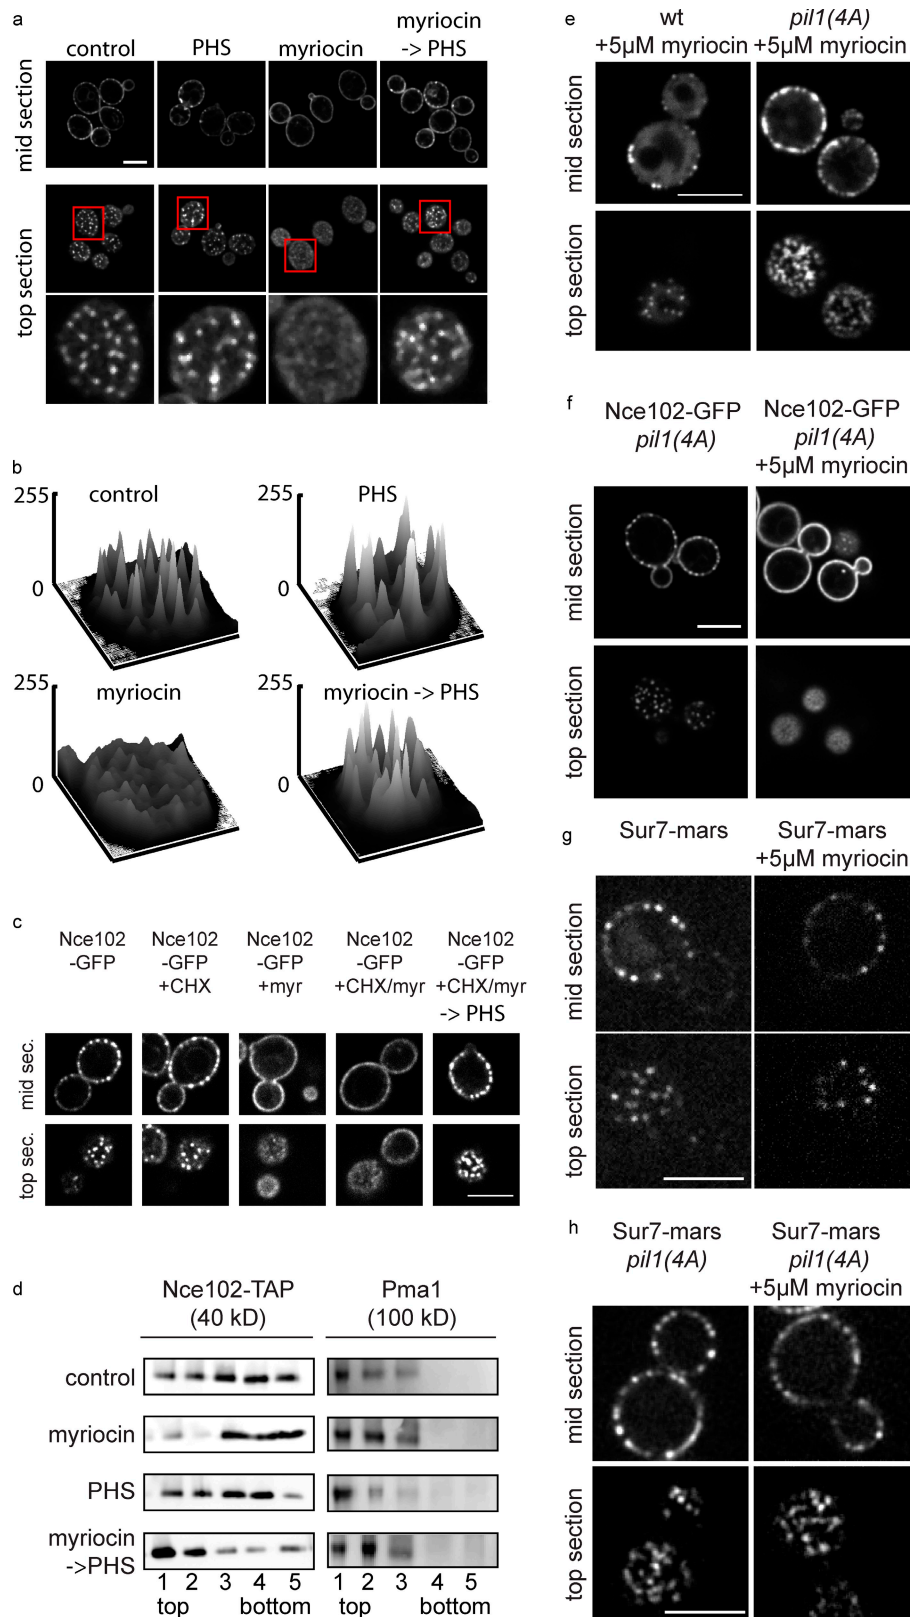 a
control
PHS
myriocin
myriocin
-> PHS
mid section
top section
b
255
0
control
255
0
PHS
255
0
myriocin
255
0
myriocin -> PHS
c
Nce102
-GFP
Nce102
-GFP
+CHX
Nce102
-GFP
+myr
Nce102
-GFP
+CHX/myr
Nce102
-GFP
+CHX/myr
-> PHS
mid sec.
top sec.
d
Nce102-TAP
(40 kD)
Pma1
(100 kD)
control
myriocin
PHS
myriocin
->PHS
1 2 3 4 5
top bottom
1 2 3 4 5
top bottom
e
wt
+5µM myriocin
pil1(4A)
+5µM myriocin
mid section
top section
f
Nce102-GFP
pil1(4A)
Nce102-GFP
pil1(4A)
+5µM myriocin
mid section
top section
g
Sur7-mars
Sur7-mars
+5µM myriocin
mid section
top section
h
Sur7-mars
pil1(4A)
Sur7-mars
pil1(4A)
+5µM myriocin
mid section
top section